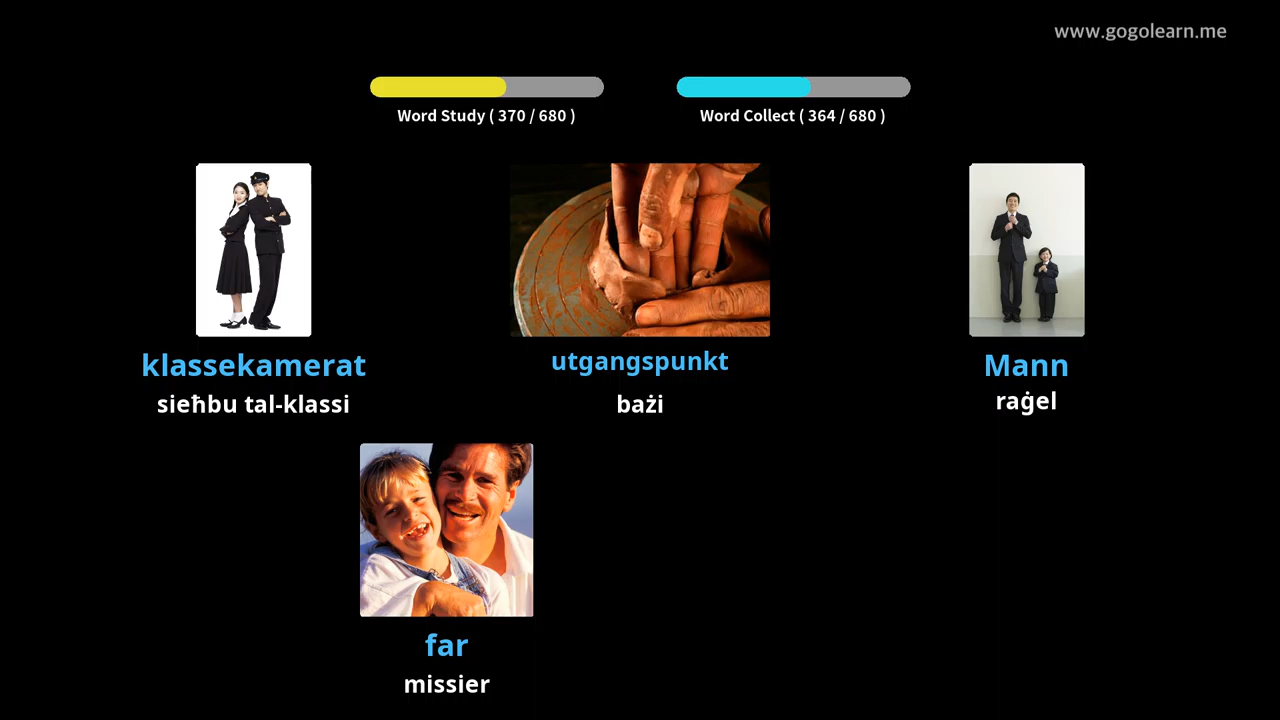 www.gogolearn.me
Word Study ( 370 / 680 )
Word Collect ( 364 / 680 )
klassekamerat
sieħbu tal-klassi
utgangspunkt
bażi
Mann
raġel
far
missier